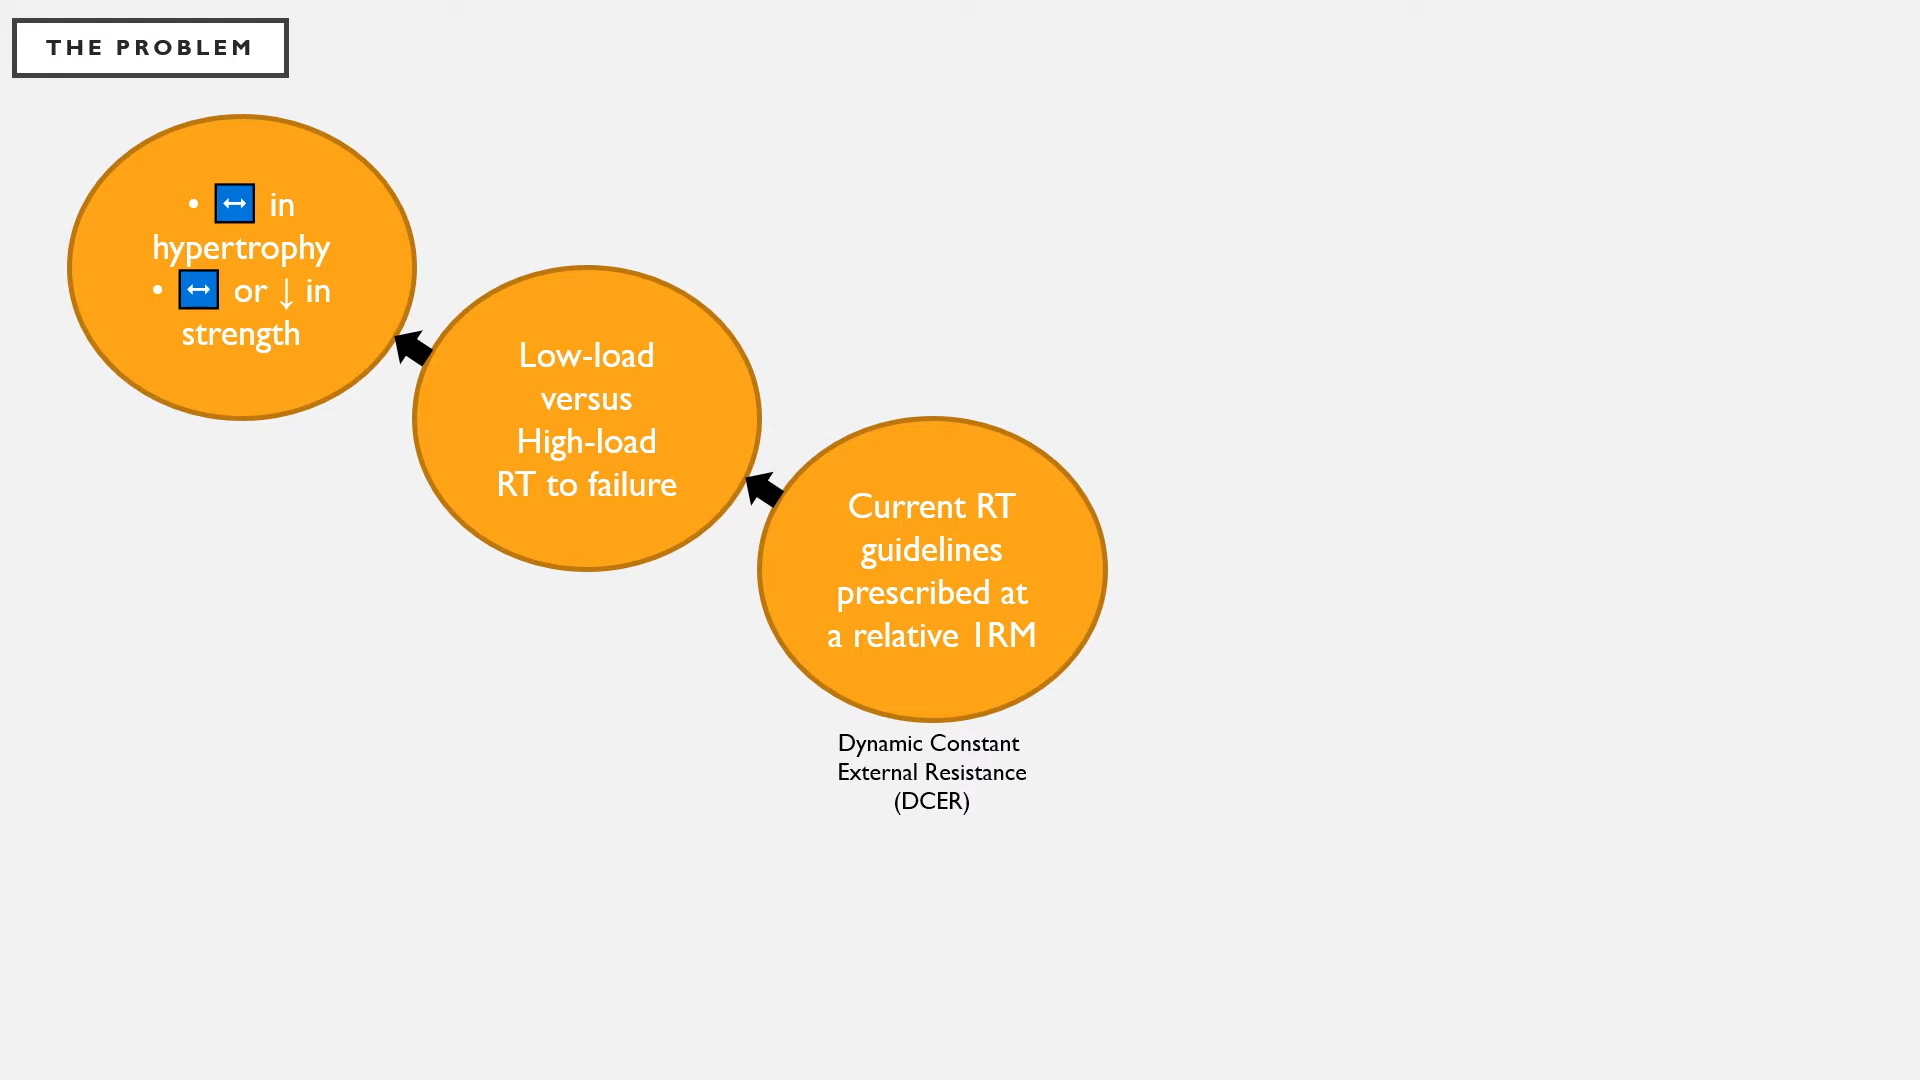 THE PROBLEM
• ↔ in
hypertrophy
• ↔ or ↓ in
strength
Low-load
versus
High-load
RT to failure
Current RT
guidelines
prescribed at
a relative 1RM
Dynamic Constant
External Resistance
(DCER)